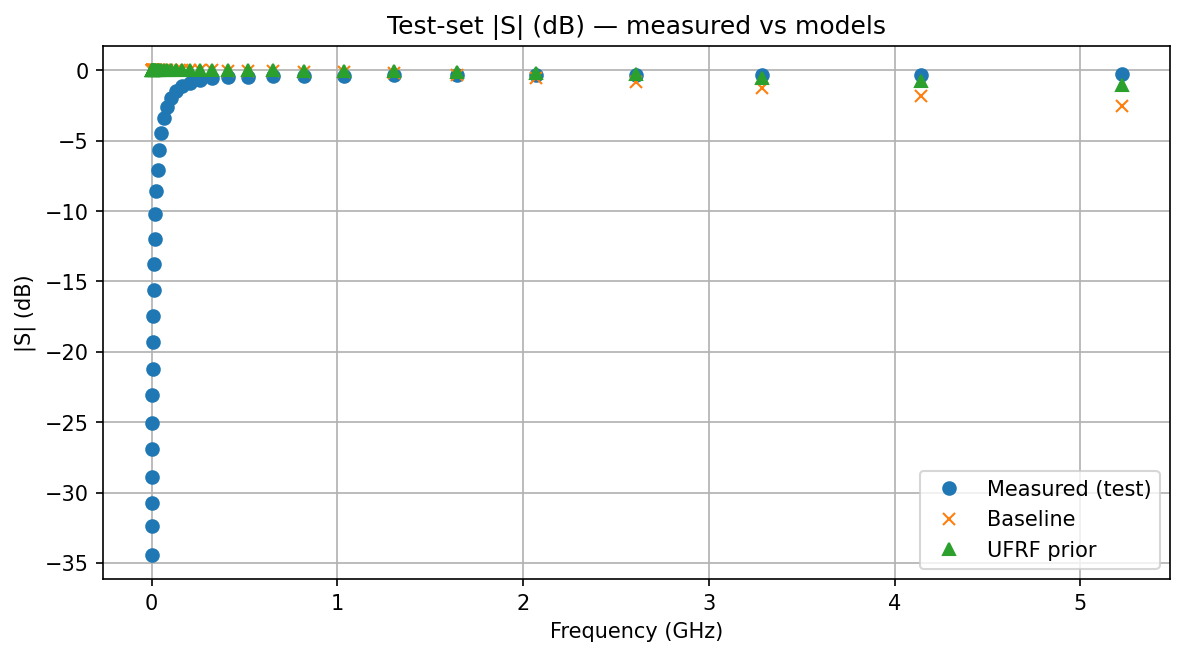 Test-set |S| (dB) — measured vs models
|S| (dB)
0
−5
−10
−15
−20
−25
−30
−35
0
1
2
3
4
5
Frequency (GHz)
Measured (test)
Baseline
UFRF prior